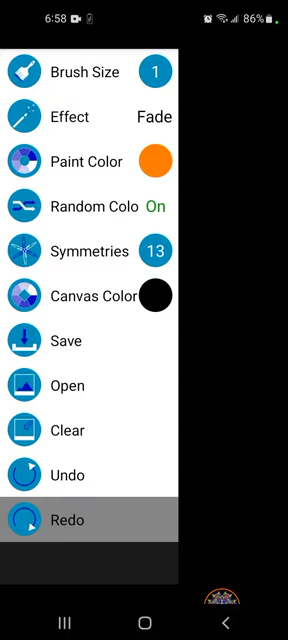 6:58 86%
Brush Size 1
Effect Fade
Paint Color
Random Colo On
Symmetries 13
Canvas Color
Save
Open
Clear
Undo
Redo